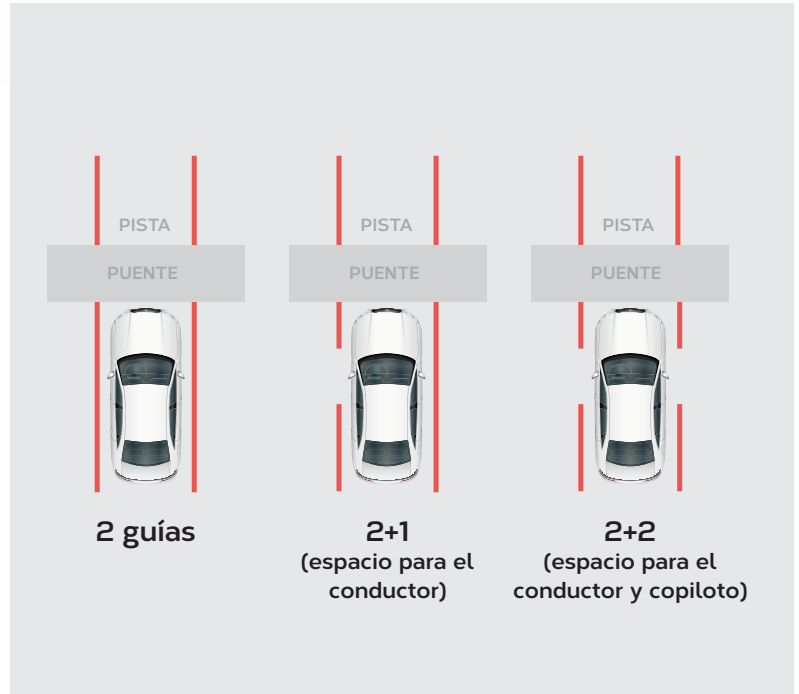 PISTA
PUENTE
2 guías
PISTA
PUENTE
2+1
(espacio para el
conductor)
PISTA
PUENTE
2+2
(espacio para el
conductor y copiloto)